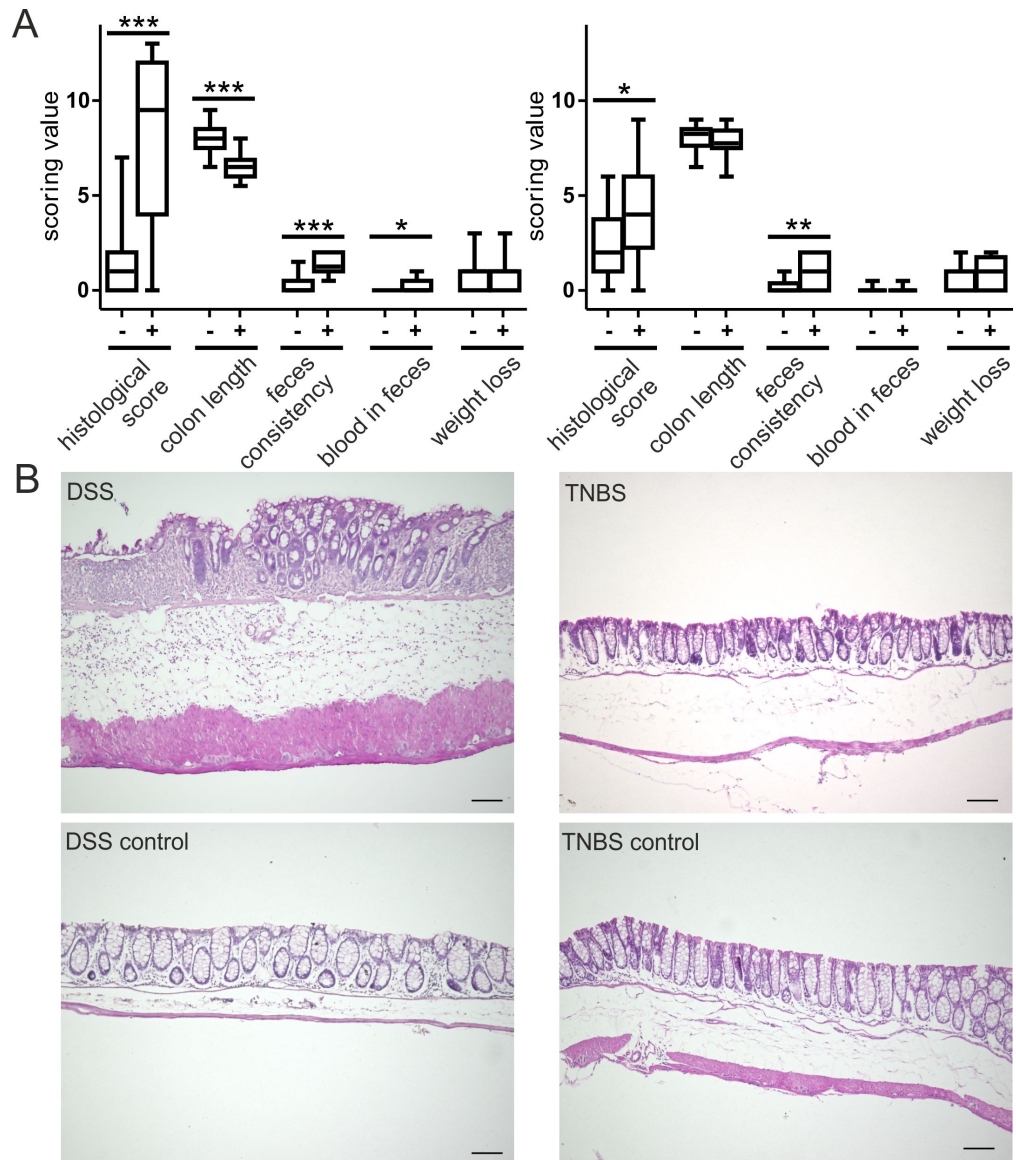 A
*** *** *** *
scoring value
10
5
0
- + - + - + - + - +
histological
score
colon length
feces
consistency
blood in feces
weight loss
* **
scoring value
10
5
0
- + - + - + - + - +
histological
score
colon length
feces
consistency
blood in feces
weight loss
B
DSS
TNBS
DSS control
TNBS control